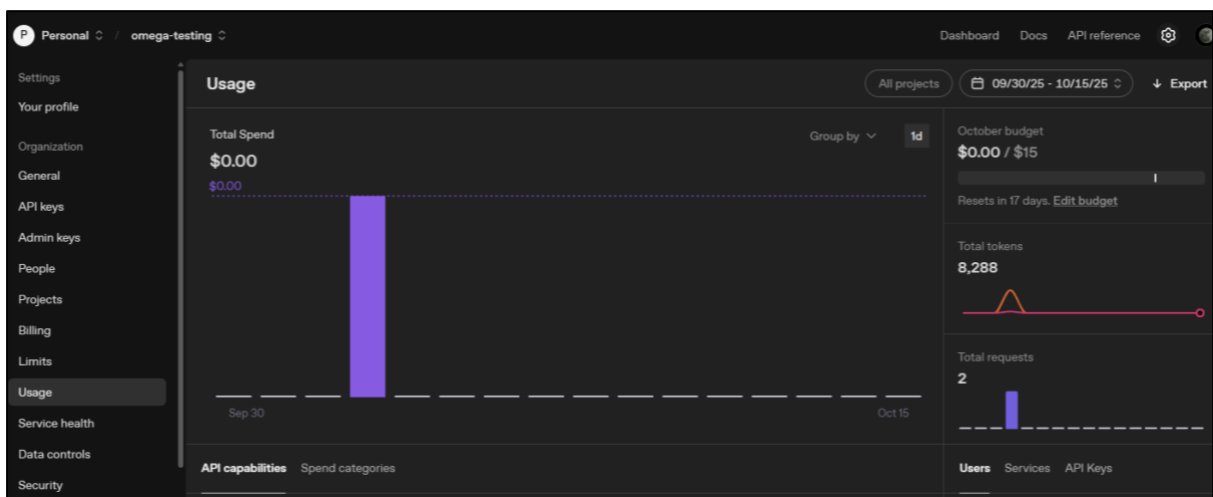 P Personal / omega-testing
Dashboard Docs API reference
Settings
Your profile
Organization
General
API keys
Admin keys
People
Projects
Billing
Limits
Usage
Service health
Data controls
Security
Usage
All projects
09/30/25 - 10/15/25
Export
Total Spend
$0.00
Group by
1d
$0.00
Sep 30
Oct 15
API capabilities Spend categories
October budget
$0.00 / $15
Resets in 17 days. Edit budget
Total tokens
8,288
Total requests
2
Users Services API Keys